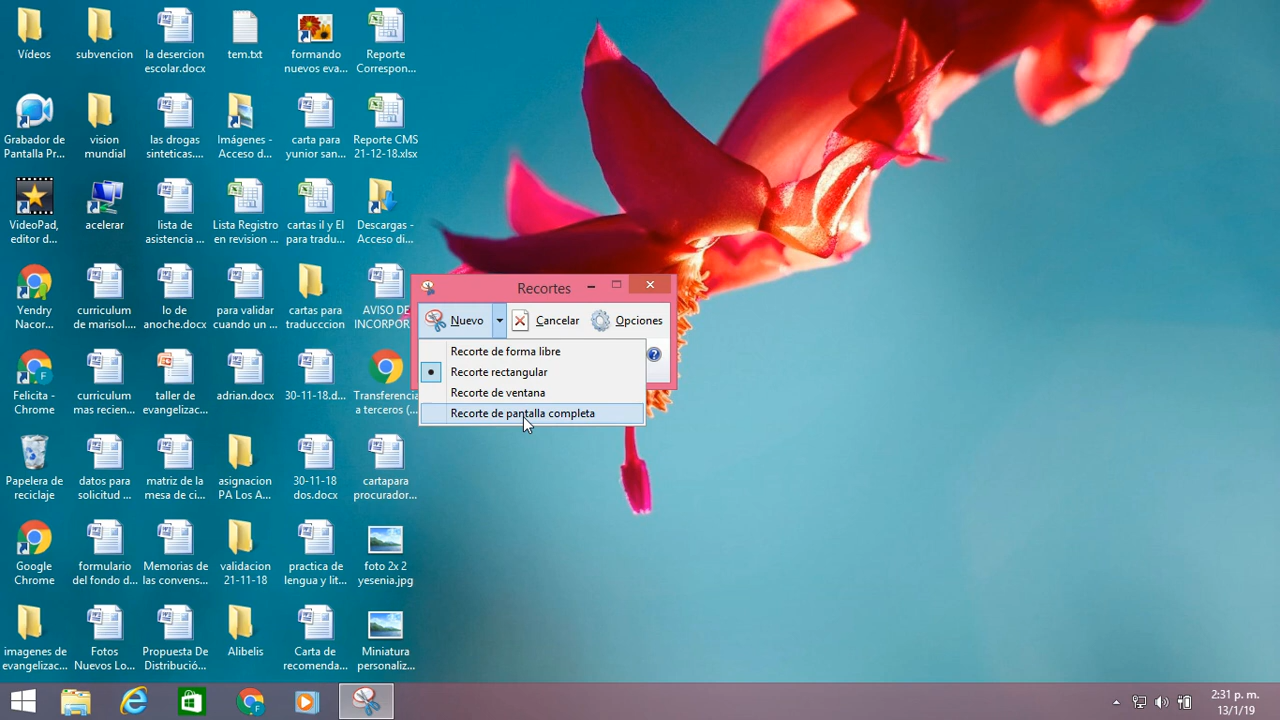 Vídeos
subvencion
la desercion
escolar.docx
tem.txt
formando
nuevos eva...
Reporte
Correspon...
Grabador de
Pantalla Pr...
vision
mundial
las drogas
sinteticas....
Imágenes -
Acceso d...
carta para
yunior san...
Reporte CMS
21-12-18.xlsx
VideoPad,
editor d...
acelerar
lista de
asistencia ...
Lista Registro
en revision ...
cartas il y El
para tradu...
Descargas -
Acceso di...
Yendry
Nacor...
curriculum
de marisol....
lo de
anoche.docx
para validar
cuando un ...
cartas para
traducccion
AVISO DE
INCORPOR
Felicita -
Chrome
curriculum
mas recien...
taller de
evangelizac...
adrian.docx
30-11-18.d...
Transferencia
a terceros (...
Papelera de
reciclaje
datos para
solicitud ...
matriz de la
mesa de ci...
asignacion
PA Los A...
30-11-18
dos.docx
cartapara
procurador...
Google
Chrome
formulario
del fondo d...
Memorias de
las convens...
validacion
21-11-18
practica de
lengua y lit...
foto 2x 2
yesenia.jpg
imagenes de
evangelizac...
Fotos
Nuevos Lo...
Propuesta De
Distribució...
Alibelis
Carta de
recomenda...
Miniatura
personaliz...
Recortes
Nuevo
Cancelar
Opciones
Recorte de forma libre
Recorte rectangular
Recorte de ventana
Recorte de pantalla completa
2:31 p. m.
13/1/19